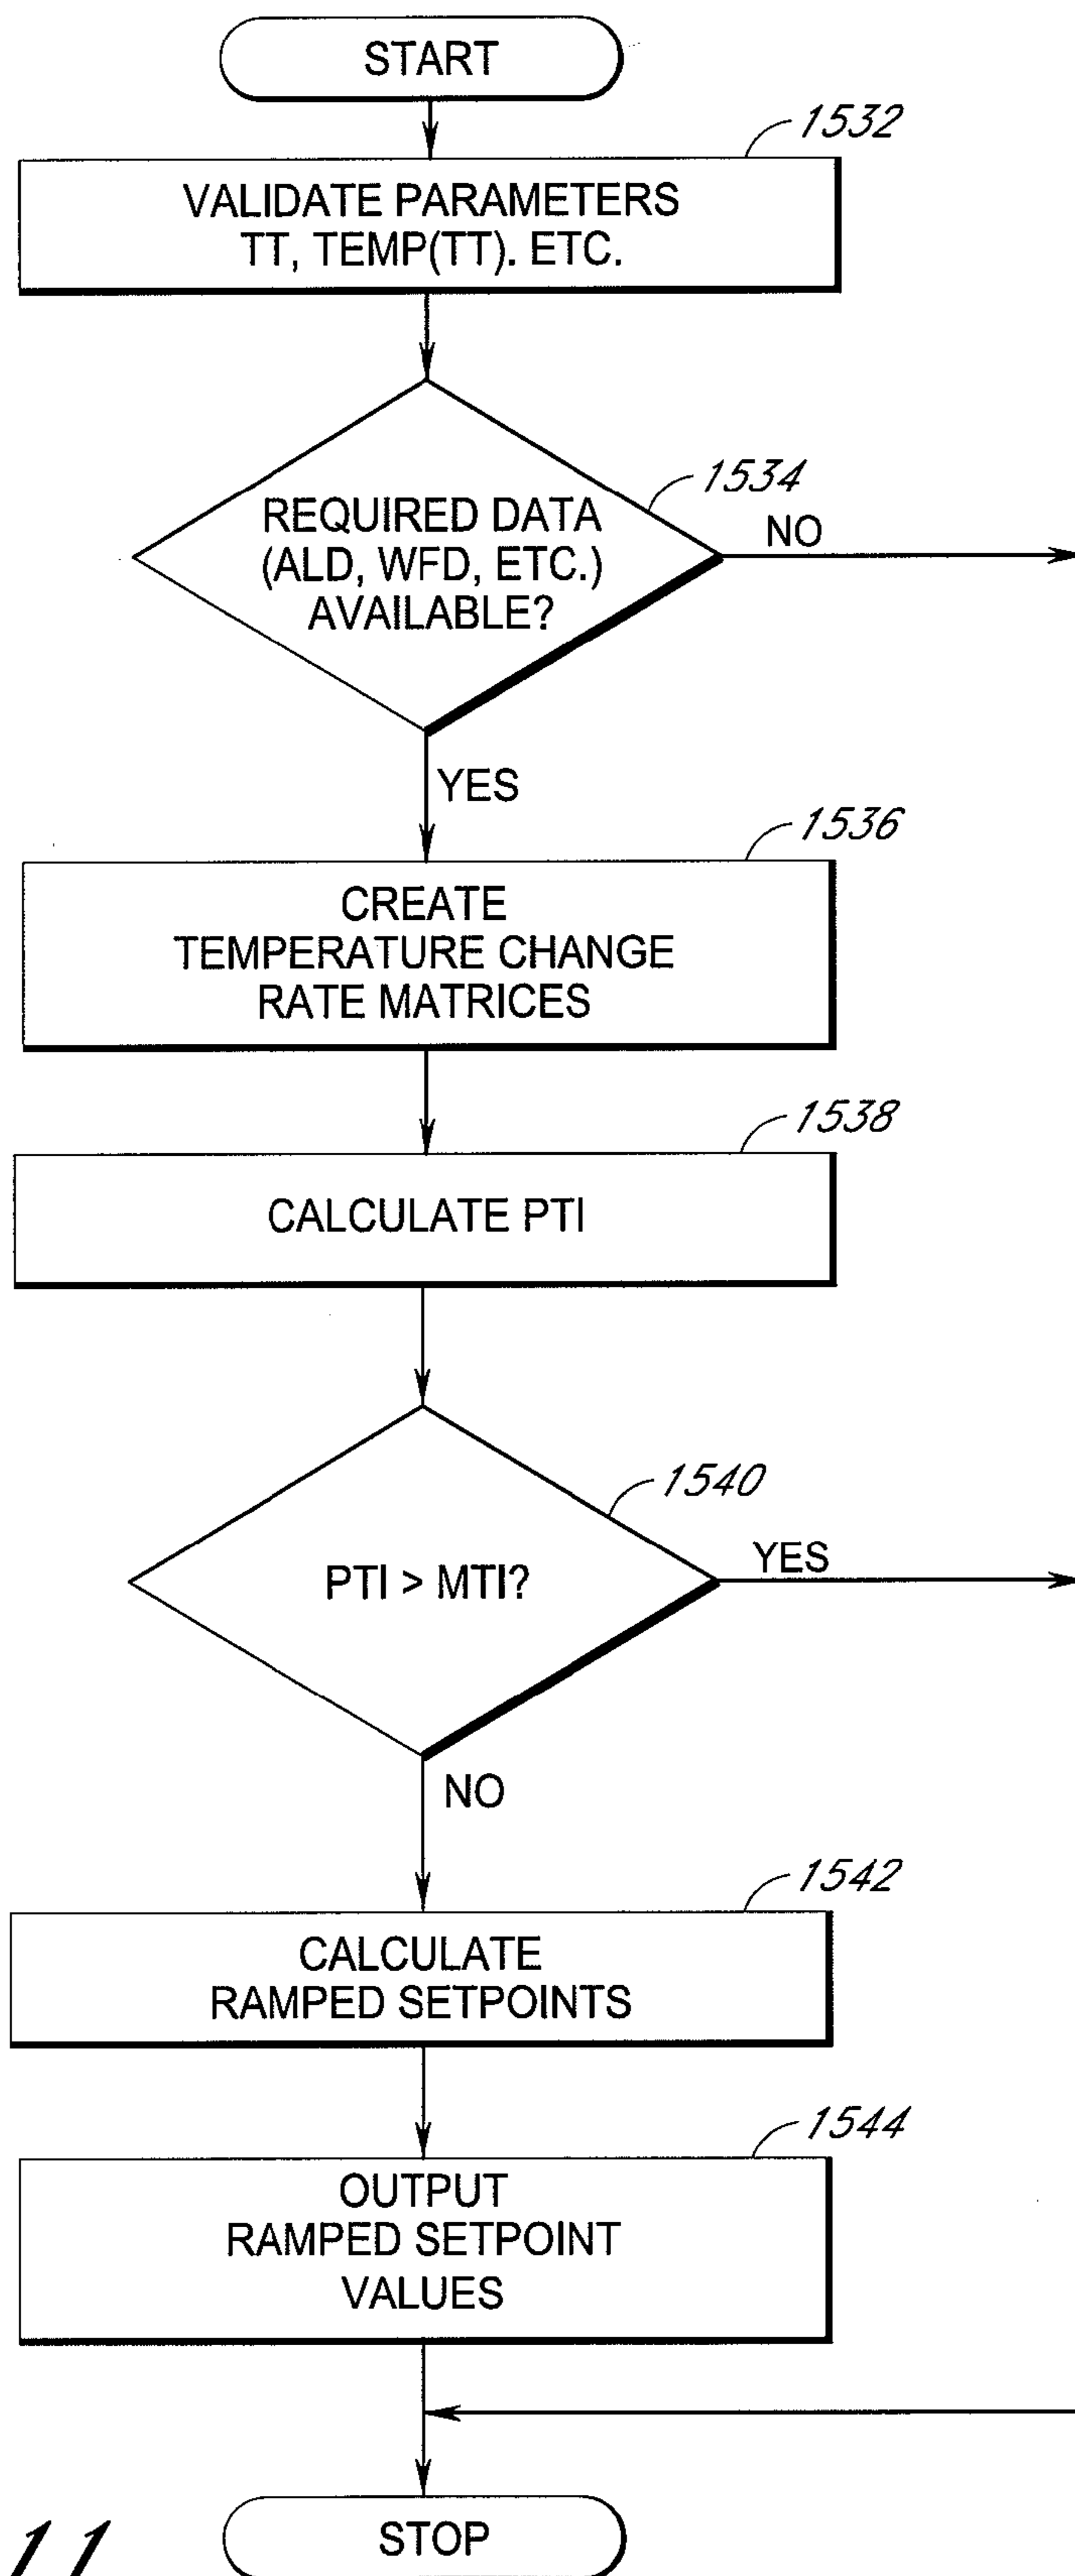 START
1532
VALIDATE PARAMETERS
TT, TEMP(TT). ETC.
1534
REQUIRED DATA
(ALD, WFD, ETC.)
AVAILABLE?
NO
YES
1536
CREATE
TEMPERATURE CHANGE
RATE MATRICES
1538
CALCULATE PTI
1540
PTI > MTI?
YES
NO
1542
CALCULATE
RAMPED SETPOINTS
1544
OUTPUT
RAMPED SETPOINT
VALUES
STOP
11